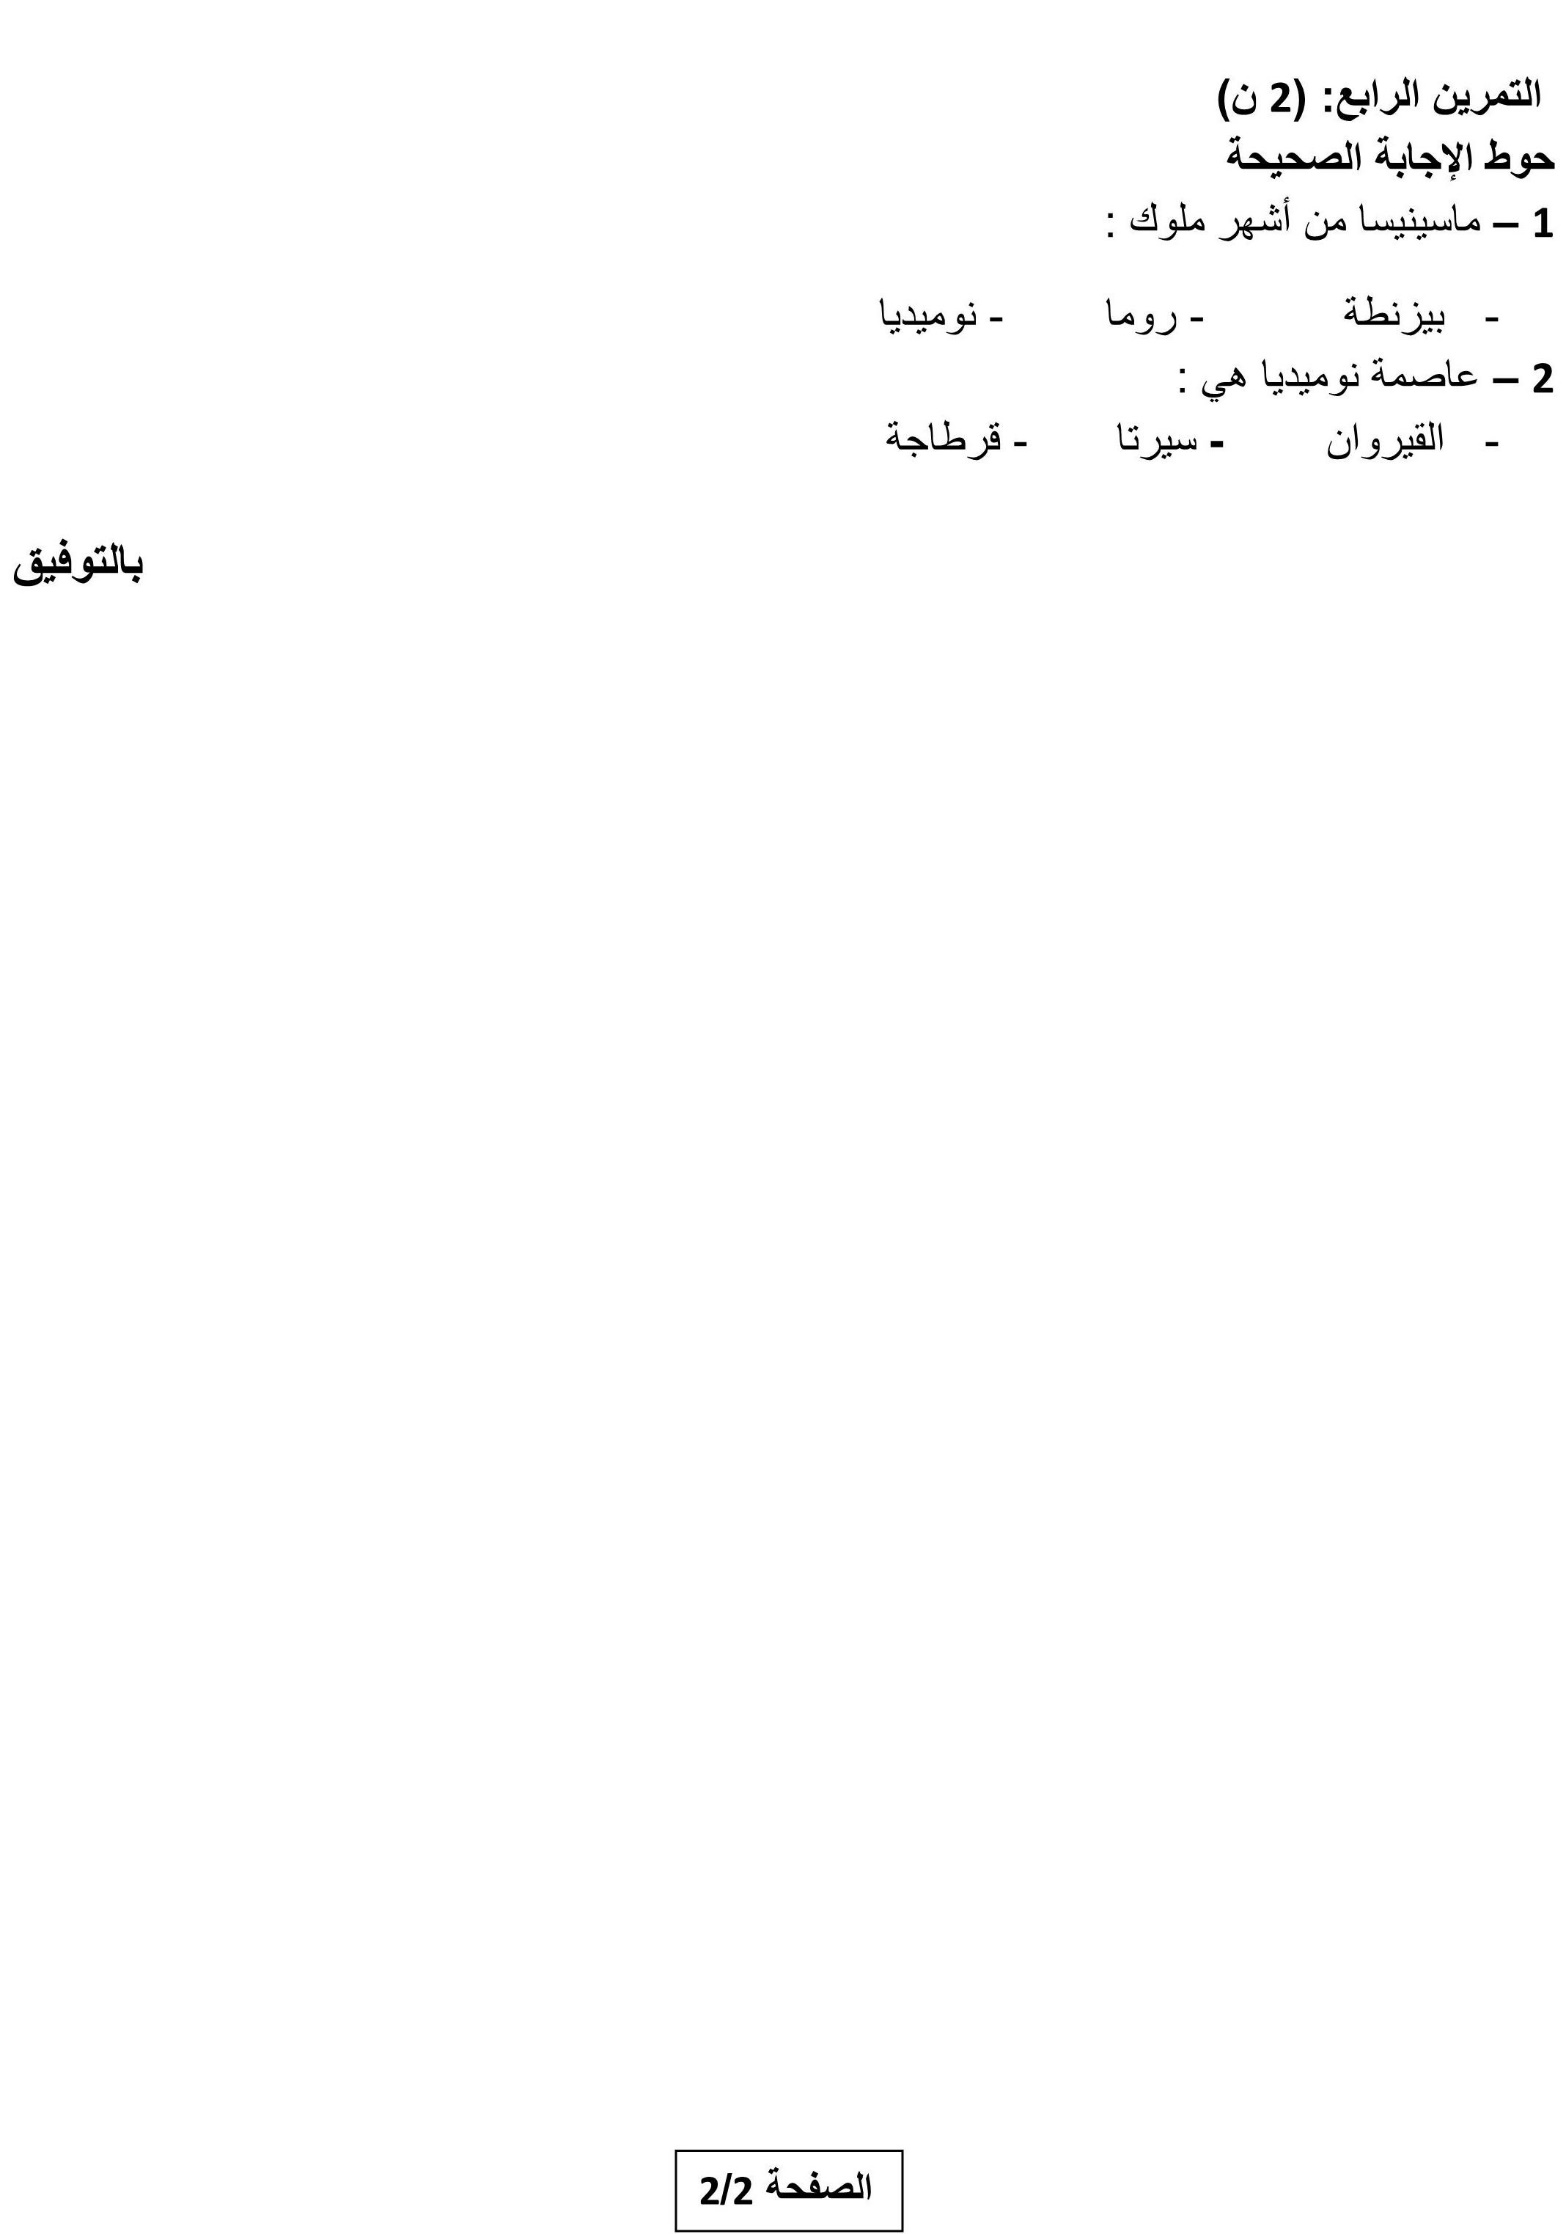 التمرين الرابع: (2 ن)
حوط الإجابة الصحيحة
1 – ماسينيسا من أشهر ملوك :
- بيزنطة - روما - نوميديا
2 – عاصمة نوميديا هي :
- القيروان - سيرتا - قرطاجة
بالتوفيق
الصفحة 2/2